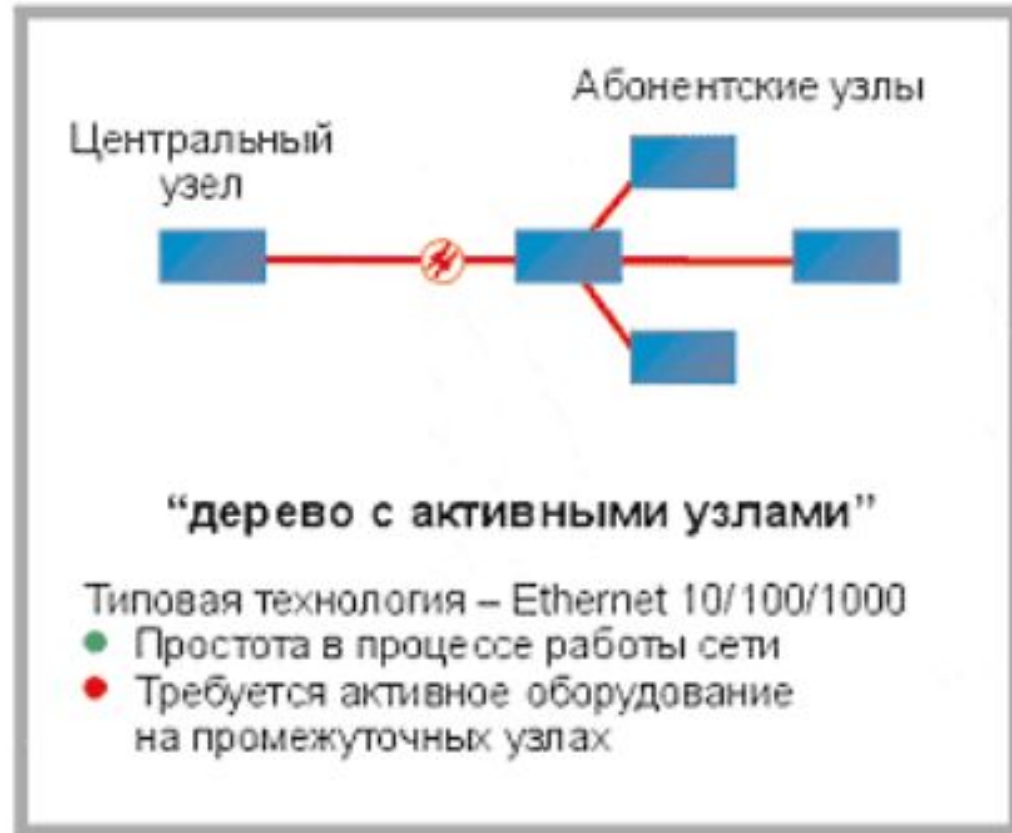 Абонентские узлы
Центральный
узел
“дерево с активными узлами”
Типовая технология – Ethernet 10/100/1000
Простота в процессе работы сети
Требуется активное оборудование
на промежуточных узлах